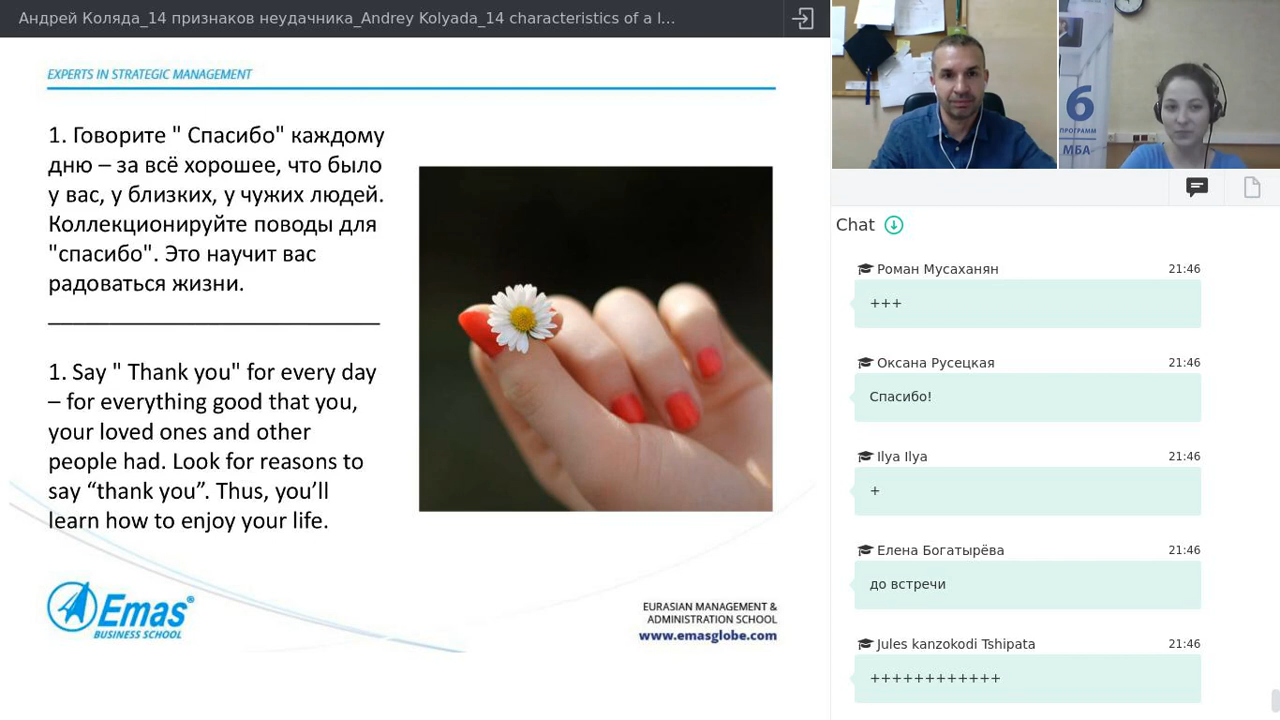 Андрей Коляда_14 признаков неудачника_Andrey Kolyada_14 characteristics of a l...
EXPERTS IN STRATEGIC MANAGEMENT
1. Говорите " Спасибо" каждому
дню – за всё хорошее, что было
у вас, у близких, у чужих людей.
Коллекционируйте поводы для
"спасибо". Это научит вас
радоваться жизни.
1. Say " Thank you" for every day
– for everything good that you,
your loved ones and other
people had. Look for reasons to
say “thank you”. Thus, you’ll
learn how to enjoy your life.
Emas®
BUSINESS SCHOOL
EURASIAN MANAGEMENT &
ADMINISTRATION SCHOOL
www.emasglobe.com
6
ПРОГРАММ
МБА
Chat
Роман Мусаханян 21:46
+++
Оксана Русецкая 21:46
Спасибо!
Ilya Ilya 21:46
+
Елена Богатырёва 21:46
до встречи
Jules kanzokodi Tshipata 21:46
++++++++++++